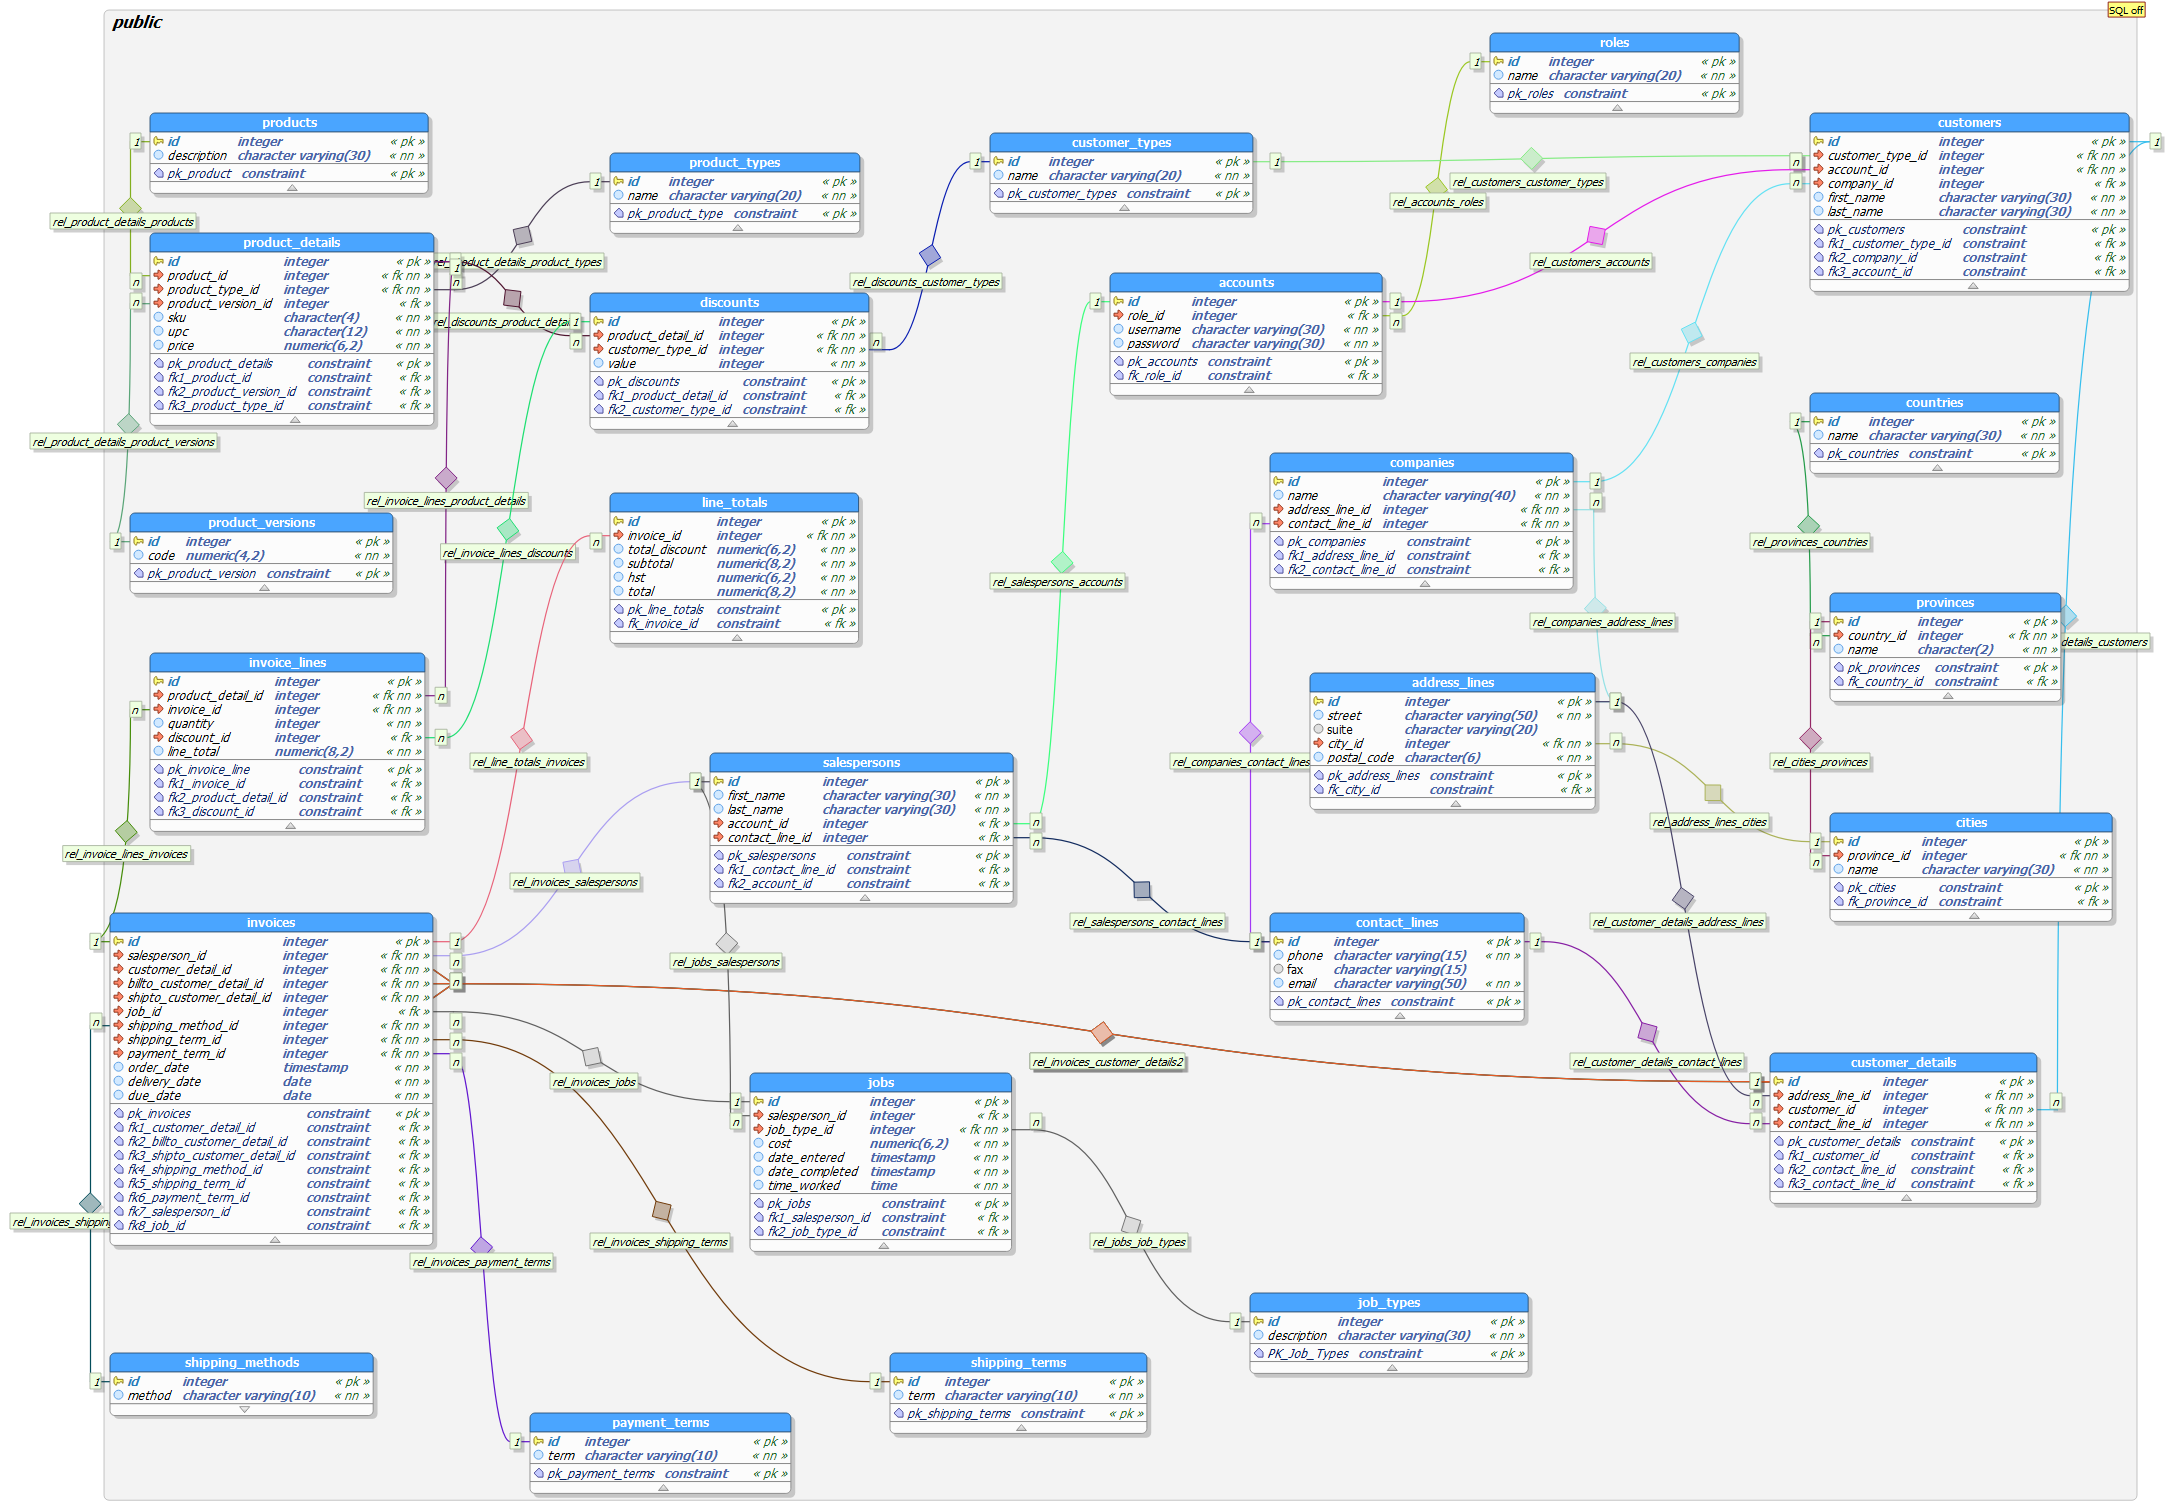 public
SQL off
roles
id integer « pk »
name character varying(20) « nn »
pk_roles constraint « pk »
products
id integer « pk »
description character varying(30) « nn »
pk_product constraint « pk »
rel_product_details_products
product_types
id integer « pk »
name character varying(20) « nn »
pk_product_type constraint « pk »
customer_types
id integer « pk »
name character varying(20) « nn »
pk_customer_types constraint « pk »
rel_customers_customer_types
rel_accounts_roles
customers
id integer « pk »
customer_type_id integer « fk nn »
account_id integer « fk nn »
company_id integer « fk »
first_name character varying(30) « nn »
last_name character varying(30) « nn »
pk_customers constraint « pk »
fk1_customer_type_id constraint « fk »
fk2_company_id constraint « fk »
fk3_account_id constraint « fk »
product_details
id integer « pk »
product_id integer « fk nn »
product_type_id integer « fk nn »
product_version_id integer « fk »
sku character(4) « nn »
upc character(12) « nn »
price numeric(6,2) « nn »
pk_product_details constraint « pk »
fk1_product_id constraint « fk »
fk2_product_version_id constraint « fk »
fk3_product_type_id constraint « fk »
rel_product_details_product_types
rel_discounts_product_detai
rel_discounts_customer_types
rel_customers_accounts
discounts
id integer « pk »
product_detail_id integer « fk nn »
customer_type_id integer « fk nn »
value integer « nn »
pk_discounts constraint « pk »
fk1_product_detail_id constraint « fk »
fk2_customer_type_id constraint « fk »
accounts
id integer « pk »
role_id integer « fk »
username character varying(30) « nn »
password character varying(30) « nn »
pk_accounts constraint « pk »
fk_role_id constraint « fk »
rel_customers_companies
rel_product_details_product_versions
countries
id integer « pk »
name character varying(30) « nn »
pk_countries constraint « pk »
companies
id integer « pk »
name character varying(40) « nn »
address_line_id integer « fk nn »
contact_line_id integer « fk nn »
pk_companies constraint « pk »
fk1_address_line_id constraint « fk »
fk2_contact_line_id constraint « fk »
rel_invoice_lines_product_details
product_versions
id integer « pk »
code numeric(4,2) « nn »
pk_product_version constraint « pk »
rel_invoice_lines_discounts
line_totals
id integer « pk »
invoice_id integer « fk nn »
total_discount numeric(6,2) « nn »
subtotal numeric(8,2) « nn »
hst numeric(6,2) « nn »
total numeric(8,2) « nn »
pk_line_totals constraint « pk »
fk_invoice_id constraint « fk »
rel_salespersons_accounts
rel_provinces_countries
rel_companies_address_lines
provinces
id integer « pk »
country_id integer « fk nn »
name character(2) « nn »
pk_provinces constraint « pk »
fk_country_id constraint « fk »
details_customers
invoice_lines
id integer « pk »
product_detail_id integer « fk nn »
invoice_id integer « fk nn »
quantity integer « nn »
discount_id integer « fk »
line_total numeric(8,2) « nn »
pk_invoice_line constraint « pk »
fk1_invoice_id constraint « fk »
fk2_product_detail_id constraint « fk »
fk3_discount_id constraint « fk »
address_lines
id integer « pk »
street character varying(50) « nn »
suite character varying(20)
city_id integer « fk nn »
postal_code character(6) « nn »
pk_address_lines constraint « pk »
fk_city_id constraint « fk »
rel_line_totals_invoices
rel_companies_contact_lines
rel_cities_provinces
salespersons
id integer « pk »
first_name character varying(30) « nn »
last_name character varying(30) « nn »
account_id integer « fk »
contact_line_id integer « fk »
pk_salespersons constraint « pk »
fk1_contact_line_id constraint « fk »
fk2_account_id constraint « fk »
rel_address_lines_cities
cities
id integer « pk »
province_id integer « fk nn »
name character varying(30) « nn »
pk_cities constraint « pk »
fk_province_id constraint « fk »
rel_invoice_lines_invoices
rel_invoices_salespersons
rel_salespersons_contact_lines
rel_customer_details_address_lines
invoices
id integer « pk »
salesperson_id integer « fk nn »
customer_detail_id integer « fk nn »
billto_customer_detail_id integer « fk nn »
shipto_customer_detail_id integer « fk nn »
job_id integer « fk »
shipping_method_id integer « fk nn »
shipping_term_id integer « fk nn »
payment_term_id integer « fk nn »
order_date timestamp « nn »
delivery_date date « nn »
due_date date « nn »
pk_invoices constraint « pk »
fk1_customer_detail_id constraint « fk »
fk2_billto_customer_detail_id constraint « fk »
fk3_shipto_customer_detail_id constraint « fk »
fk4_shipping_method_id constraint « fk »
fk5_shipping_term_id constraint « fk »
fk6_payment_term_id constraint « fk »
fk7_salesperson_id constraint « fk »
fk8_job_id constraint « fk »
contact_lines
id integer « pk »
phone character varying(15) « nn »
fax character varying(15)
email character varying(50) « nn »
pk_contact_lines constraint « pk »
rel_jobs_salespersons
rel_invoices_customer_details2
rel_customer_details_contact_lines
rel_invoices_jobs
jobs
id integer « pk »
salesperson_id integer « fk »
job_type_id integer « fk nn »
cost numeric(6,2) « nn »
date_entered timestamp « nn »
date_completed timestamp « nn »
time_worked time « nn »
pk_jobs constraint « pk »
fk1_salesperson_id constraint « fk »
fk2_job_type_id constraint « fk »
customer_details
id integer « pk »
address_line_id integer « fk nn »
customer_id integer « fk nn »
contact_line_id integer « fk nn »
pk_customer_details constraint « pk »
fk1_customer_id constraint « fk »
fk2_contact_line_id constraint « fk »
fk3_contact_line_id constraint « fk »
rel_invoices_shippin
rel_invoices_shipping_terms
rel_jobs_job_types
rel_invoices_payment_terms
job_types
id integer « pk »
description character varying(30) « nn »
PK_Job_Types constraint « pk »
shipping_methods
id integer « pk »
method character varying(10) « nn »
shipping_terms
id integer « pk »
term character varying(10) « nn »
pk_shipping_terms constraint « pk »
payment_terms
id integer « pk »
term character varying(10) « nn »
pk_payment_terms constraint « pk »